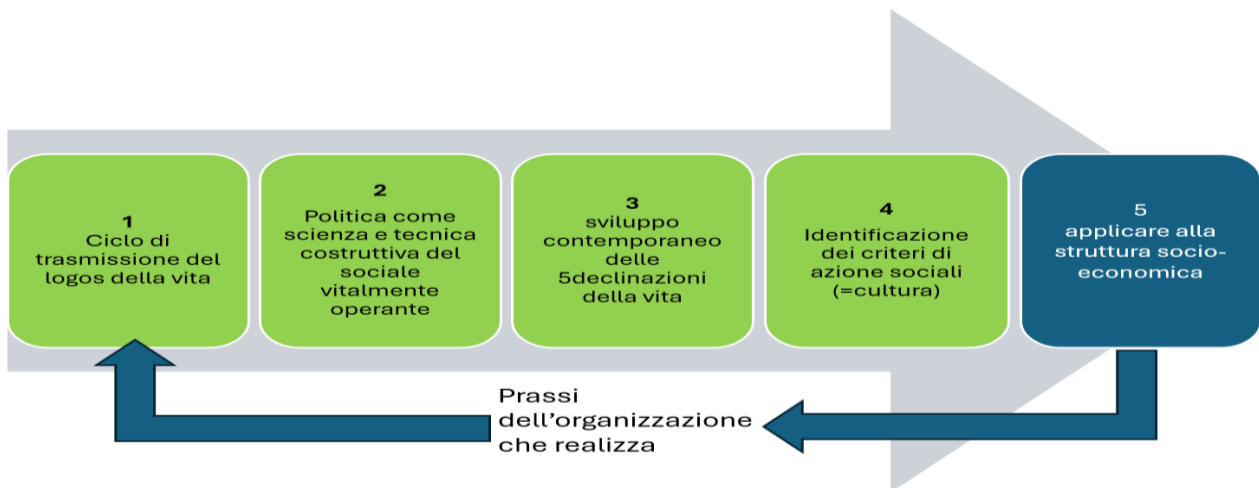 1
Ciclo di
trasmissione del
logos della vita
2
Politica come
scienza e tecnica
costruttiva del
sociale
vitalmente
operante
3
sviluppo
contemporaneo
delle
5declinazioni
della vita
4
Identificazione
dei criteri di
azione sociali
(=cultura)
5
applicare alla
struttura socio-
economica
Prassi
dell'organizzazione
che realizza